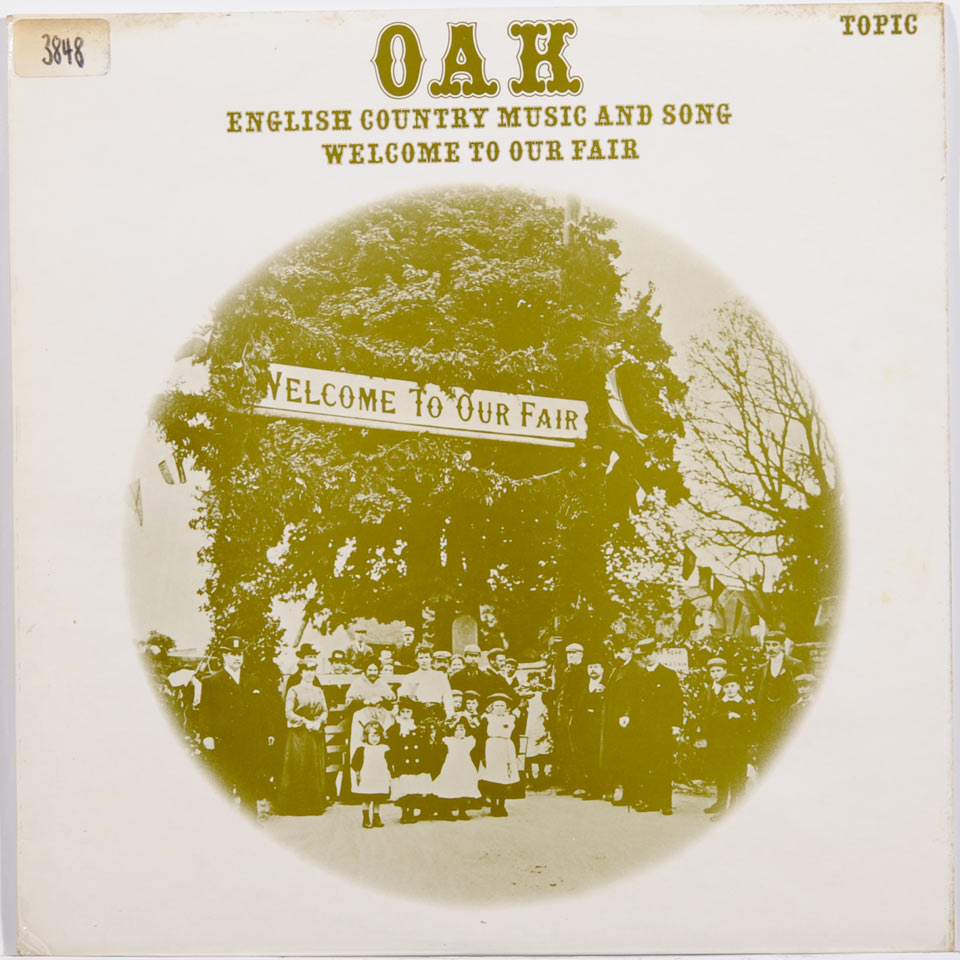 3848
TOPIC
OAK
ENGLISH COUNTRY MUSIC AND SONG
WELCOME TO OUR FAIR
WELCOME TO OUR FAIR